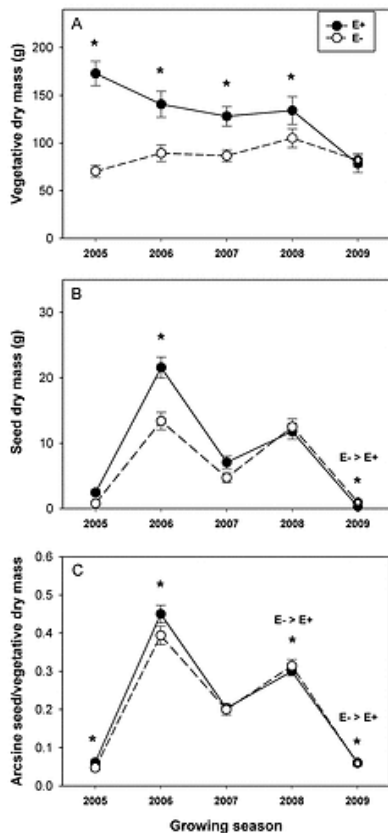 A
E+
E-
Vegetative dry mass (g)
200
150
100
50
0
* * * *
2005 2006 2007 2008 2009
B
Seed dry mass (g)
30
20
10
0
*
E- > E+
*
2005 2006 2007 2008 2009
C
Arcsine seed/vegetative dry mass
0.6
0.5
0.4
0.3
0.2
0.1
0.0
*
E- > E+
*
E- > E+
* *
2005 2006 2007 2008 2009
Growing season